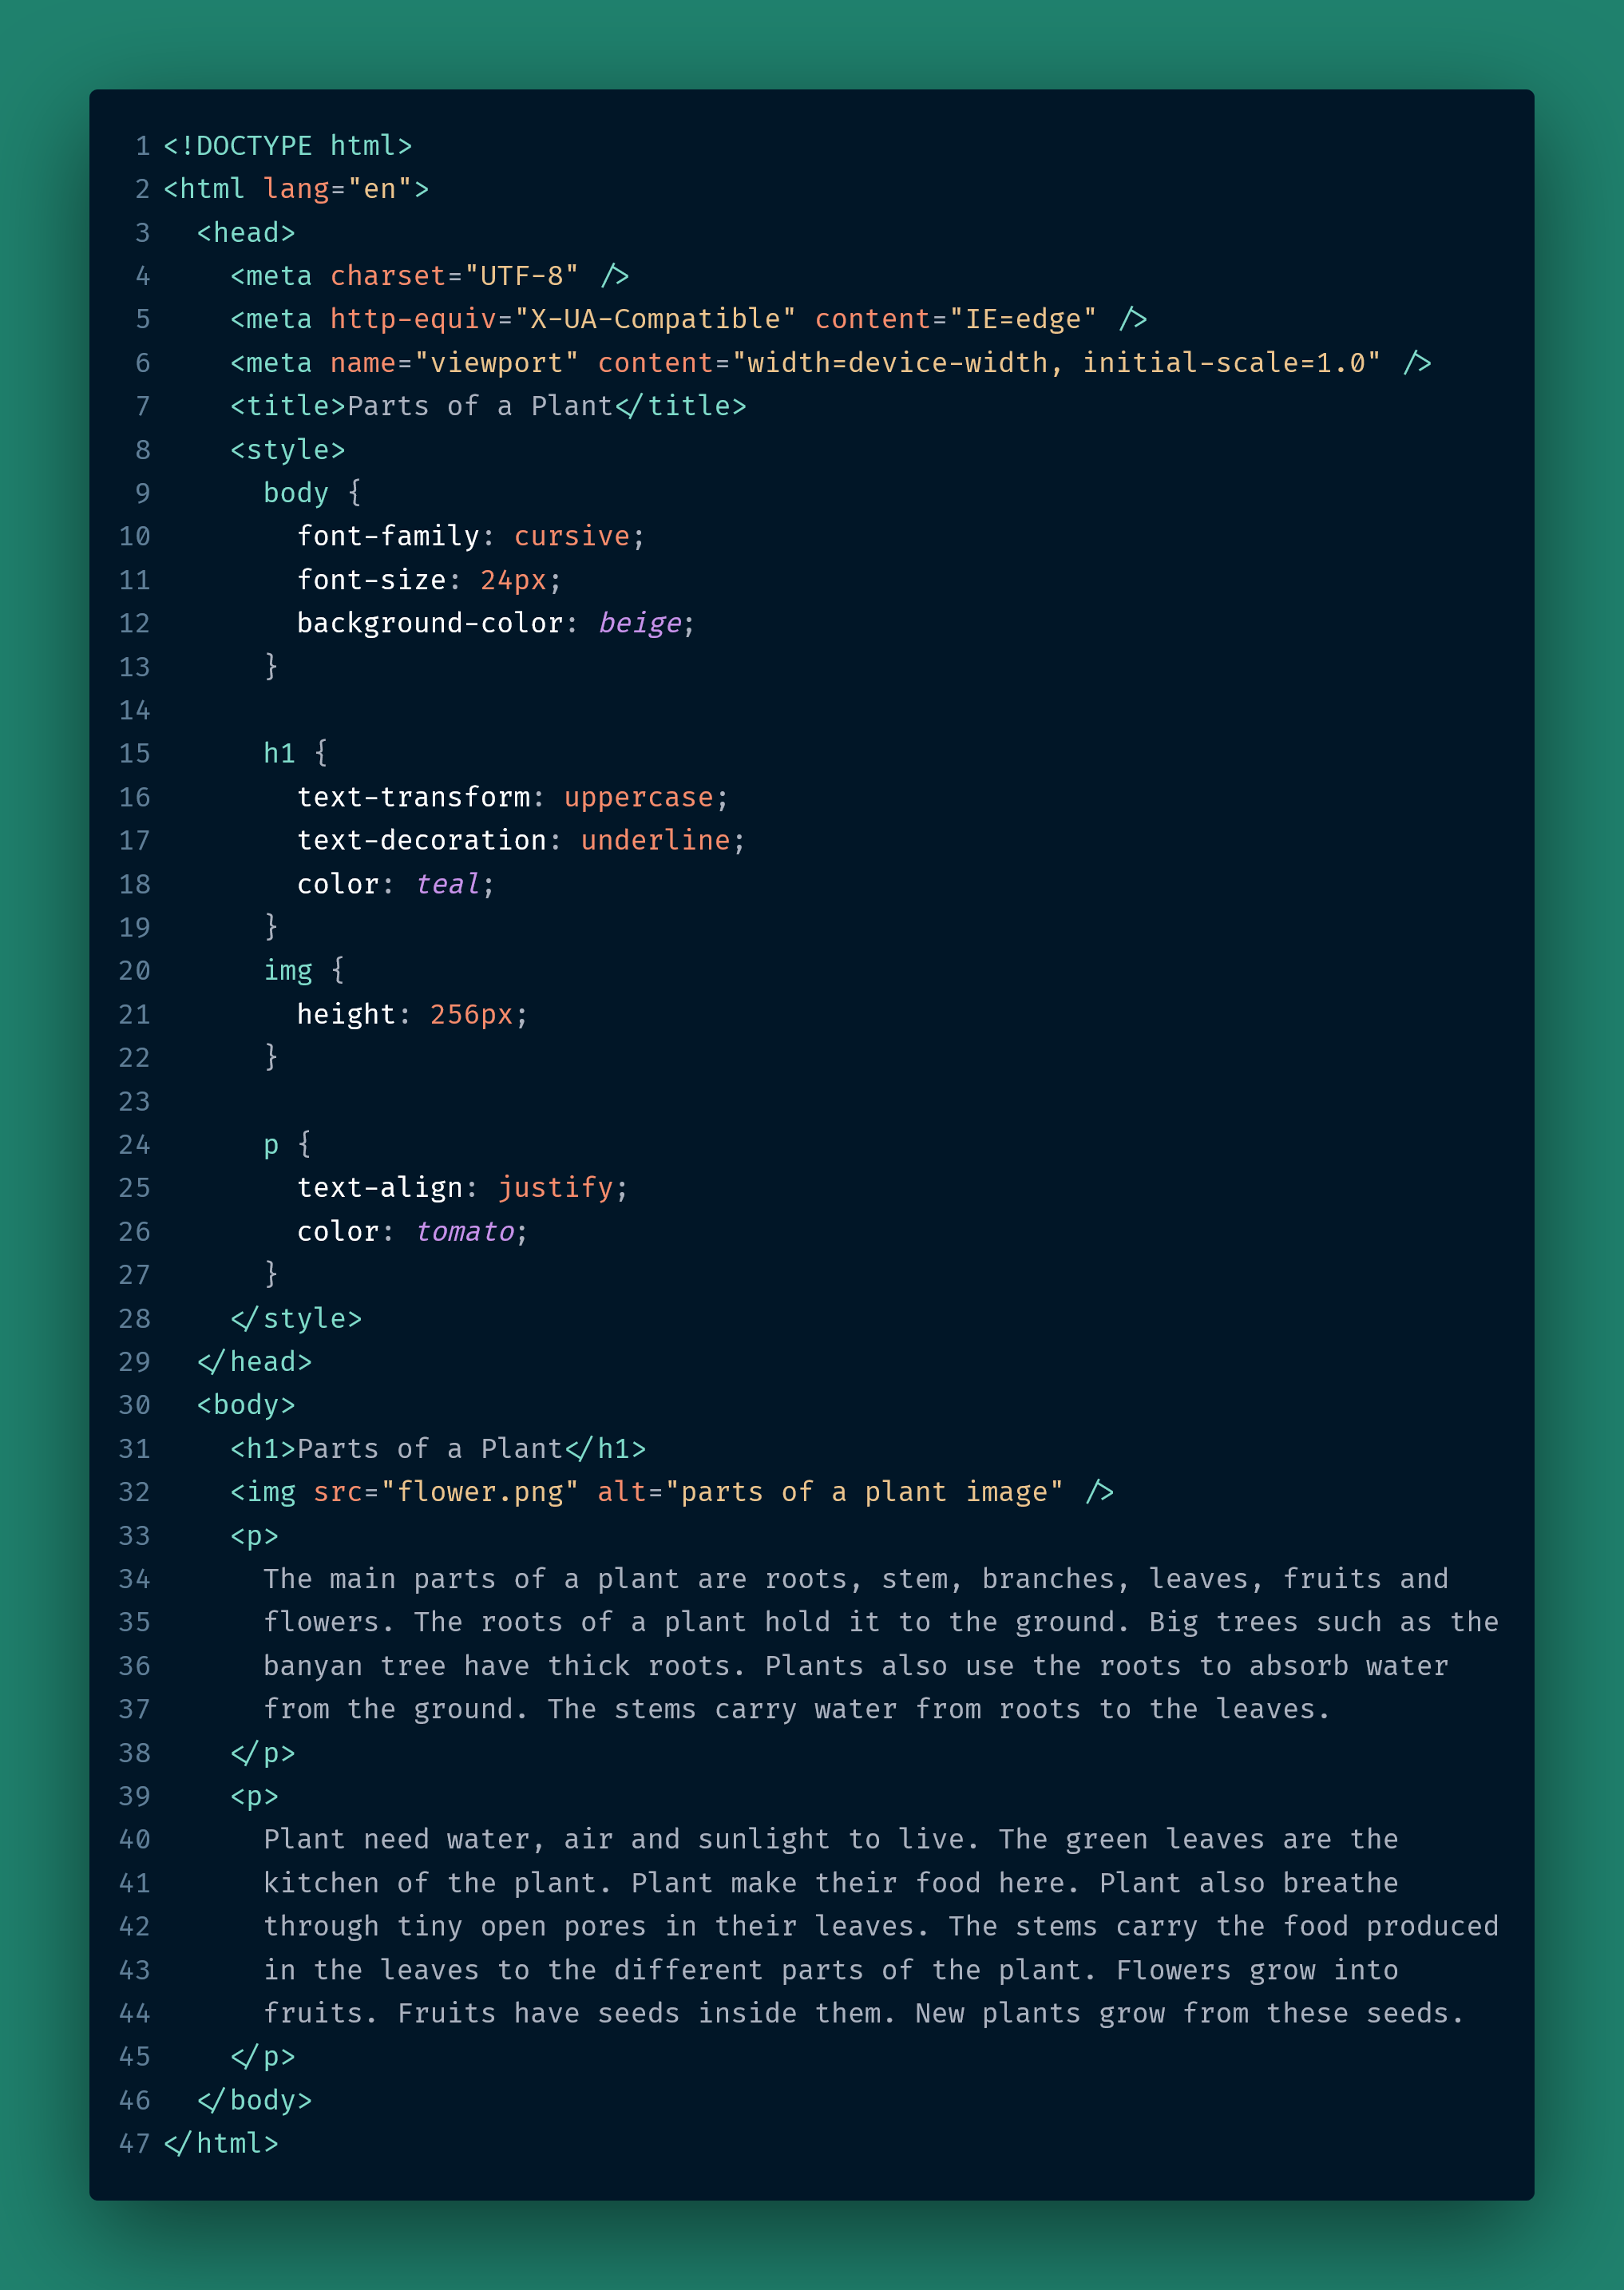 1 <!DOCTYPE html>
2 <html lang="en">
3   <head>
4     <meta charset="UTF-8" />
5     <meta http-equiv="X-UA-Compatible" content="IE=edge" />
6     <meta name="viewport" content="width=device-width, initial-scale=1.0" />
7     <title>Parts of a Plant</title>
8     <style>
9       body {
10         font-family: cursive;
11         font-size: 24px;
12         background-color: beige;
13       }
14
15       h1 {
16         text-transform: uppercase;
17         text-decoration: underline;
18         color: teal;
19       }
20       img {
21         height: 256px;
22       }
23
24       p {
25         text-align: justify;
26         color: tomato;
27       }
28     </style>
29   </head>
30   <body>
31     <h1>Parts of a Plant</h1>
32     <img src="flower.png" alt="parts of a plant image" />
33     <p>
34       The main parts of a plant are roots, stem, branches, leaves, fruits and
35       flowers. The roots of a plant hold it to the ground. Big trees such as the
36       banyan tree have thick roots. Plants also use the roots to absorb water
37       from the ground. The stems carry water from roots to the leaves.
38     </p>
39     <p>
40       Plant need water, air and sunlight to live. The green leaves are the
41       kitchen of the plant. Plant make their food here. Plant also breathe
42       through tiny open pores in their leaves. The stems carry the food produced
43       in the leaves to the different parts of the plant. Flowers grow into
44       fruits. Fruits have seeds inside them. New plants grow from these seeds.
45     </p>
46   </body>
47 </html>